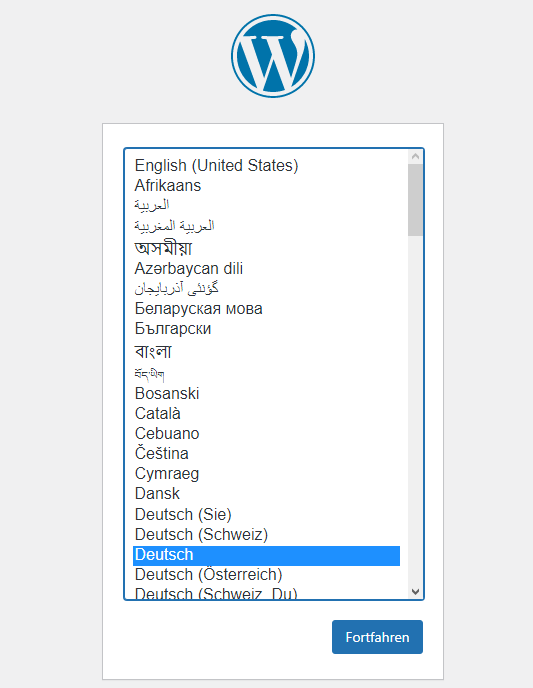 English (United States)
Afrikaans
العربية
العربية المغربية
অসমীয়া
Azərbaycan dili
گؤنئی آذربایجان
Беларуская мова
Български
বাংলা
བོད་ཡིག
Bosanski
Català
Cebuano
Čeština
Cymraeg
Dansk
Deutsch (Sie)
Deutsch (Schweiz)
Deutsch
Deutsch (Österreich)
Deutsch (Schweiz, Du)
Fortfahren